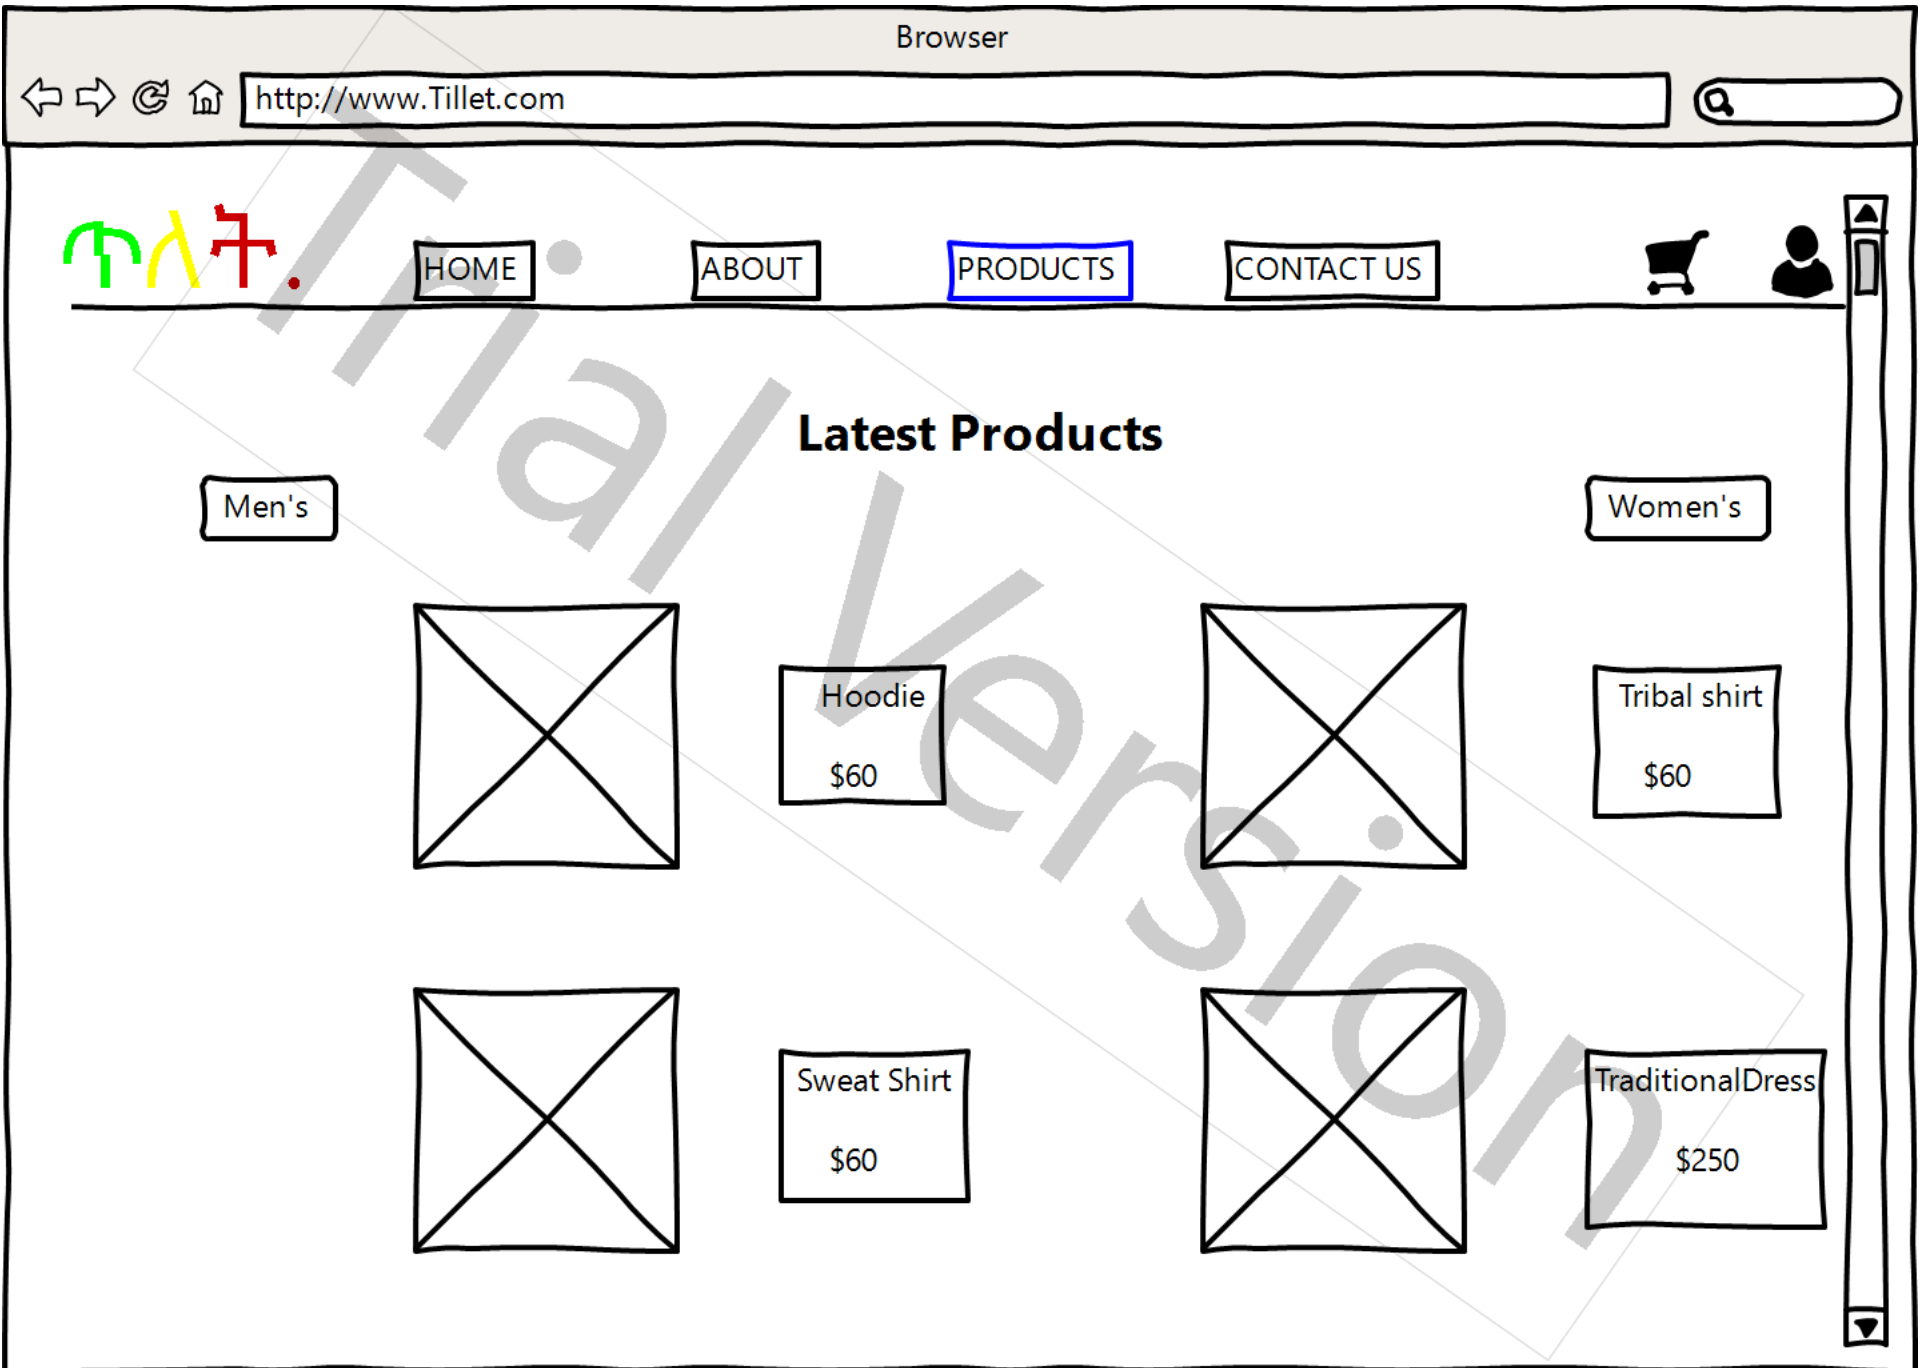 Browser
http://www.Tillet.com
ጥለት.
HOME ABOUT PRODUCTS CONTACT US
Latest Products
Men's Women's
Hoodie Tribal shirt
$60 $60
Sweat Shirt TraditionalDress
$60 $250
Trial Version